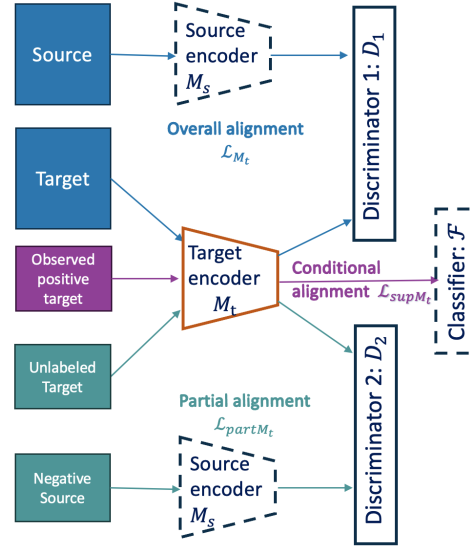 Source
Source
encoder
M_s
Discriminator 1: D_1
Overall alignment
ℒ_{M_t}
Target
Observed
positive
target
Target
encoder
M_t
Conditional
alignment ℒ_{supM_t}
Classifier: ℱ
Unlabeled
Target
Partial alignment
ℒ_{partM_t}
Discriminator 2: D_2
Negative
Source
Source
encoder
M_s